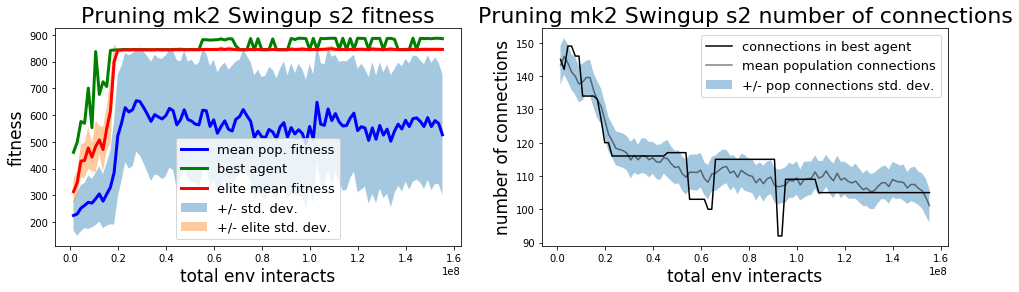 Pruning mk2 Swingup s2 fitness
900
800
700
600
500
400
300
200
fitness
mean pop. fitness
best agent
elite mean fitness
+/- std. dev.
+/- elite std. dev.
0.0 0.2 0.4 0.6 0.8 1.0 1.2 1.4 1.6
1e8
total env interacts
Pruning mk2 Swingup s2 number of connections
150
140
130
120
110
100
90
number of connections
connections in best agent
mean population connections
+/- pop connections std. dev.
0.0 0.2 0.4 0.6 0.8 1.0 1.2 1.4 1.6
1e8
total env interacts